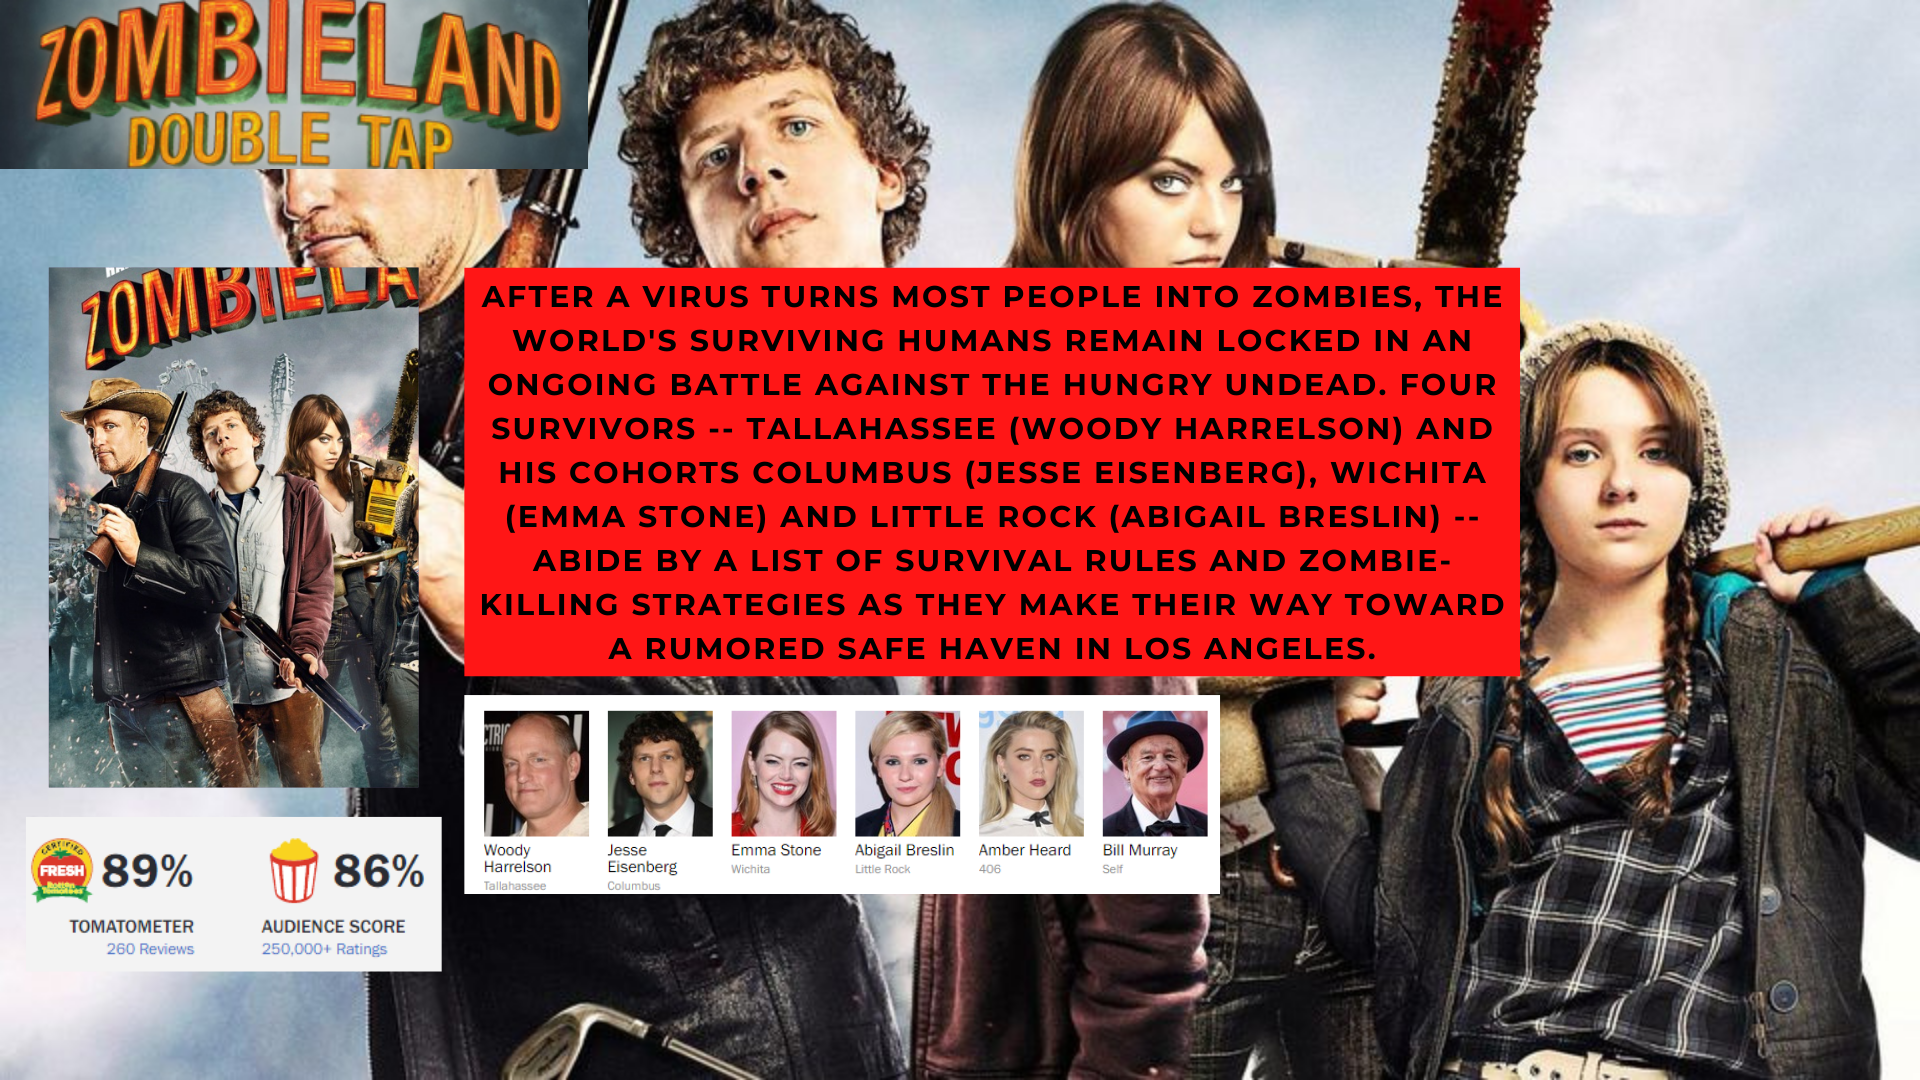 ZOMBIELAND
DOUBLE TAP
ZOMBIELA
AFTER A VIRUS TURNS MOST PEOPLE INTO ZOMBIES, THE
WORLD'S SURVIVING HUMANS REMAIN LOCKED IN AN
ONGOING BATTLE AGAINST THE HUNGRY UNDEAD. FOUR
SURVIVORS -- TALLAHASSEE (WOODY HARRELSON) AND
HIS COHORTS COLUMBUS (JESSE EISENBERG), WICHITA
(EMMA STONE) AND LITTLE ROCK (ABIGAIL BRESLIN) --
ABIDE BY A LIST OF SURVIVAL RULES AND ZOMBIE-
KILLING STRATEGIES AS THEY MAKE THEIR WAY TOWARD
A RUMORED SAFE HAVEN IN LOS ANGELES.
Woody Harrelson
Tallahassee
Jesse Eisenberg
Columbus
Emma Stone
Wichita
Abigail Breslin
Little Rock
Amber Heard
406
Bill Murray
Self
CERTIFIED
FRESH
Rotten
Tomatoes
89%
TOMATOMETER
260 Reviews
86%
AUDIENCE SCORE
250,000+ Ratings